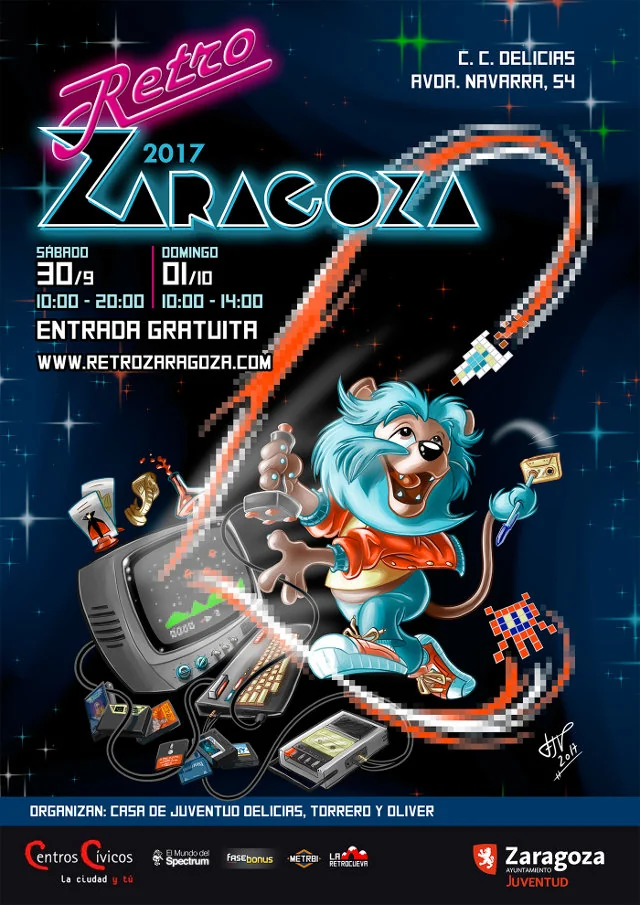 Retro
C. C. DELICIAS
AVDA. NAVARRA, 54
2017
ZARAGOZA
SÁBADO
30/9
10:00 - 20:00
DOMINGO
01/10
10:00 - 14:00
ENTRADA GRATUITA
WWW.RETROZARAGOZA.COM
2017
ORGANIZAN: CASA DE JUVENTUD DELICIAS, TORRERO Y OLIVER
Centros Cívicos
La ciudad y tú
El Mundo del
Spectrum
fasebonus
METRBI
LA
RETROCUEVA
Zaragoza
AYUNTAMIENTO
JUVENTUD